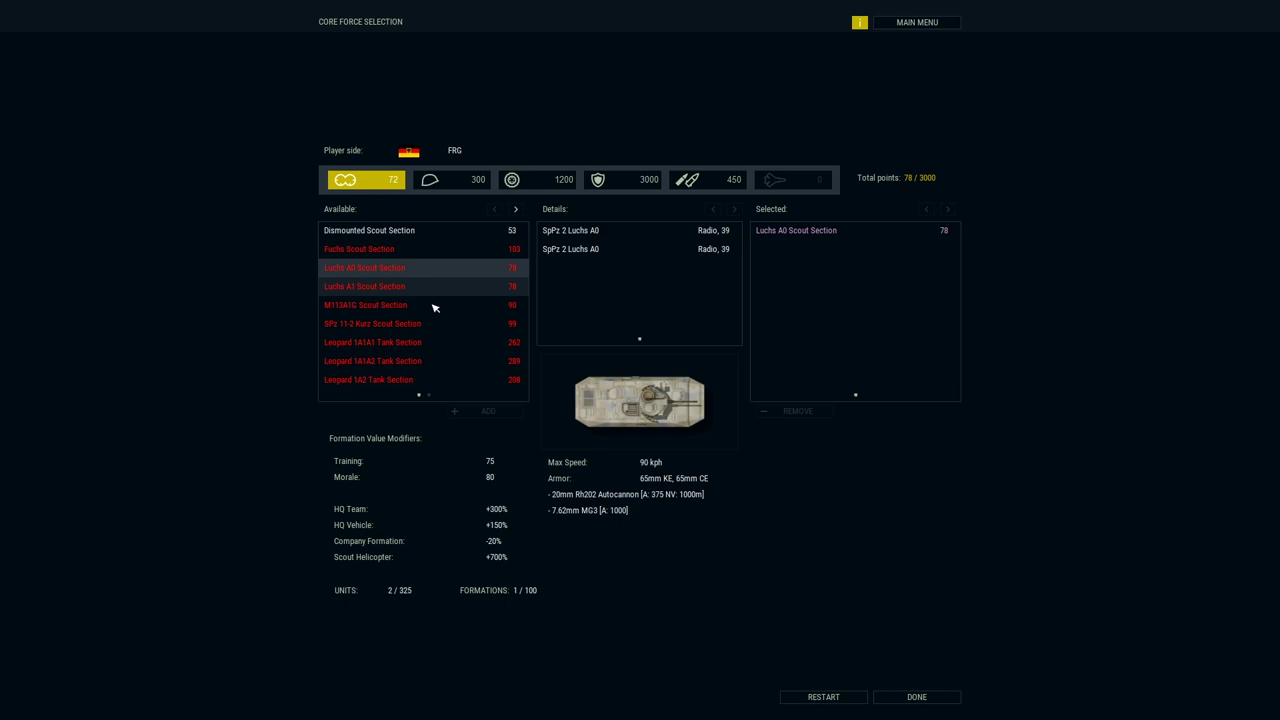 CORE FORCE SELECTION
i
MAIN MENU
Player side:
FRG
72
300
1200
3000
450
0
Total points: 78 / 3000
Available:
Details:
Selected:
Dismounted Scout Section 53
Fuchs Scout Section 103
Luchs A0 Scout Section 78
Luchs A1 Scout Section 78
M113A1G Scout Section 90
SPz 11-2 Kurz Scout Section 99
Leopard 1A1A1 Tank Section 262
Leopard 1A1A2 Tank Section 289
Leopard 1A2 Tank Section 208
SpPz 2 Luchs A0 Radio, 39
SpPz 2 Luchs A0 Radio, 39
Luchs A0 Scout Section 78
+ ADD
− REMOVE
Formation Value Modifiers:
Training: 75
Morale: 80
HQ Team: +300%
HQ Vehicle: +150%
Company Formation: -20%
Scout Helicopter: +700%
Max Speed: 90 kph
Armor: 65mm KE, 65mm CE
- 20mm Rh202 Autocannon [A: 375 NV: 1000m]
- 7.62mm MG3 [A: 1000]
UNITS: 2 / 325
FORMATIONS: 1 / 100
RESTART
DONE